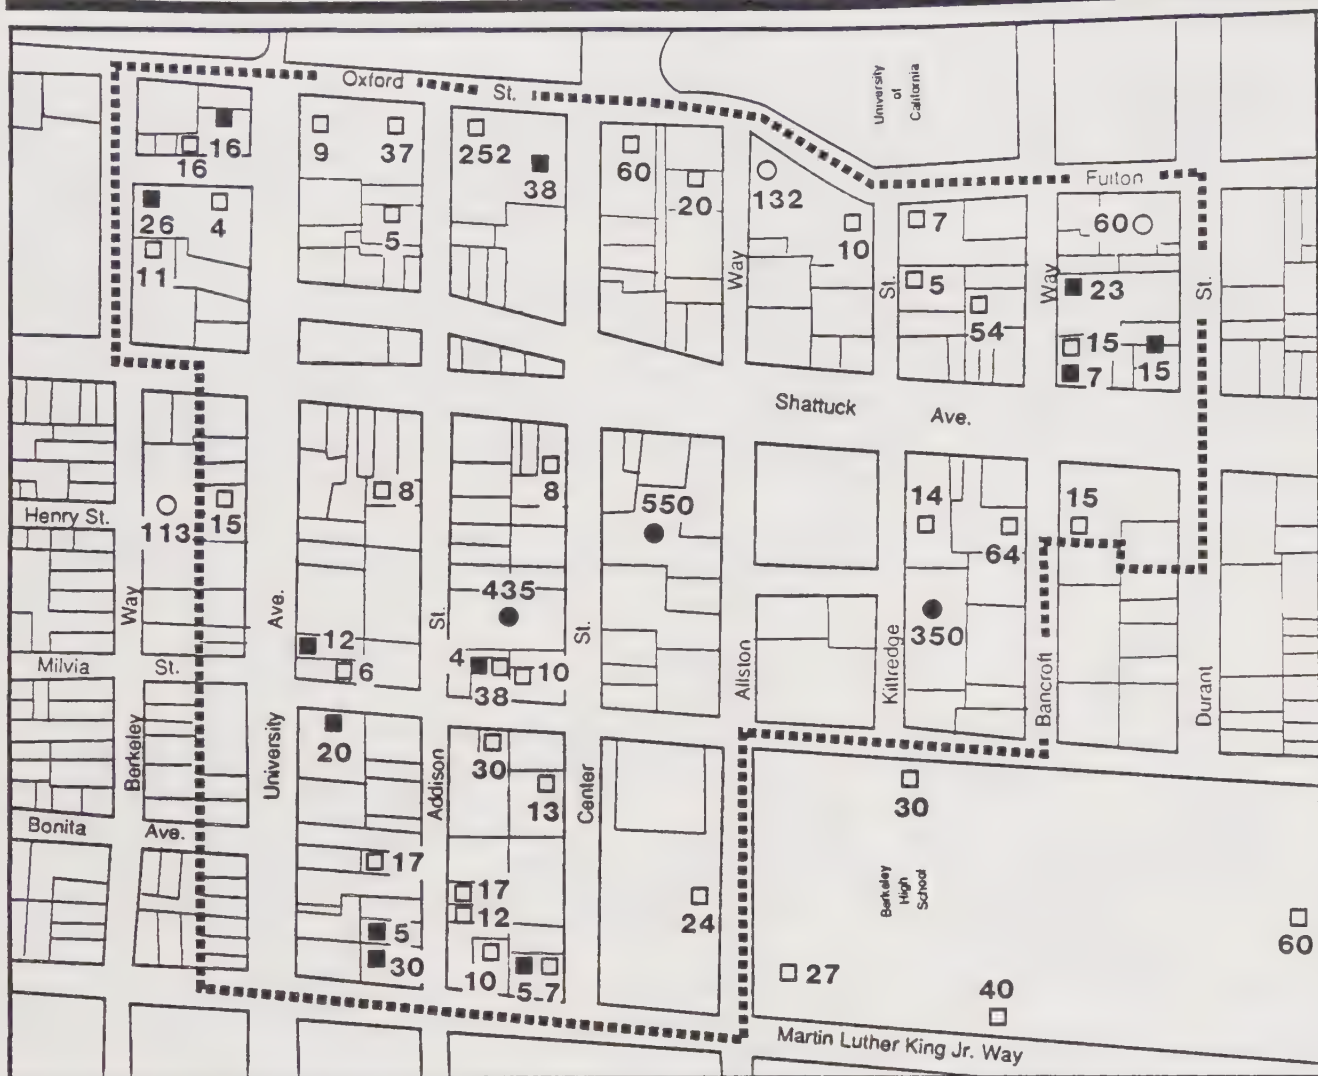 Oxford
St.
University
of
California
16
16
9
37
252
38
60
20
132
10
7
Fulton
60
26
4
11
5
5
54
23
15
7
15
Way
St.
Way
St.
Shattuck
Ave.
Henry St.
113
15
8
8
550
14
64
15
435
350
Way
Ave.
St.
St.
12
6
4
38
10
Milvia
St.
Allston
Kittredge
Bancroft
Durant
Berkeley
University
Addison
Center
20
30
13
30
Bonita
Ave.
17
17
12
24
Berkeley
High
School
5
30
10
5
7
27
40
60
Martin Luther King Jr. Way